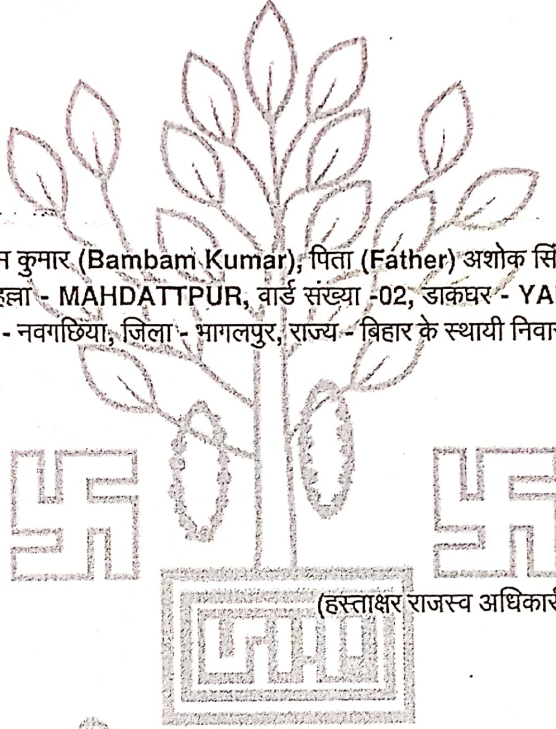 कुमार (Bambam Kumar), पिता (Father) अशोक
- MAHDATTPUR, वार्ड संख्या -02, डाकघर -
- नवगछिया, जिला - भागलपुर, राज्य - बिहार के स्थायी
(हस्ताक्षर राजस्व